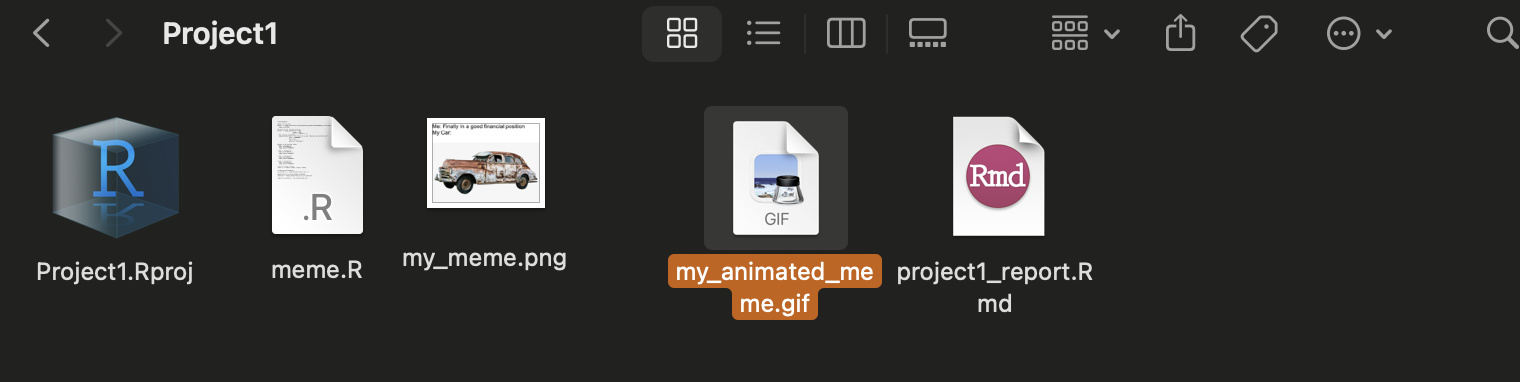 Project1
Me: Finally in a good financial position
My Car:
R
.R
GIF
Rmd
Project1.Rproj
meme.R
my_meme.png
my_animated_me
me.gif
project1_report.R
md